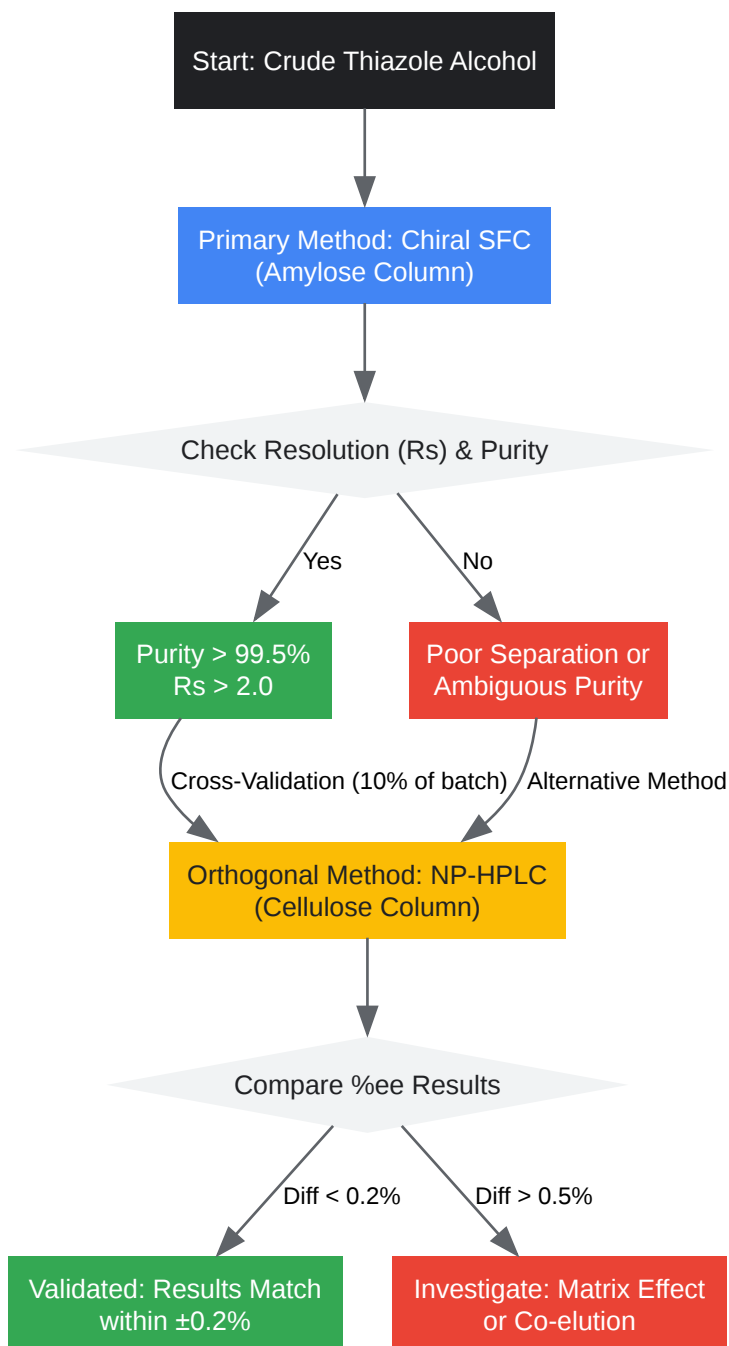 Start: Crude Thiazole Alcohol
Primary Method: Chiral SFC
(Amylose Column)
Check Resolution (Rs) & Purity
Yes
No
Purity > 99.5%
Rs > 2.0
Poor Separation or
Ambiguous Purity
Cross-Validation (10% of batch)
Alternative Method
Orthogonal Method: NP-HPLC
(Cellulose Column)
Compare %ee Results
Diff < 0.2%
Diff > 0.5%
Validated: Results Match
within ±0.2%
Investigate: Matrix Effect
or Co-elution